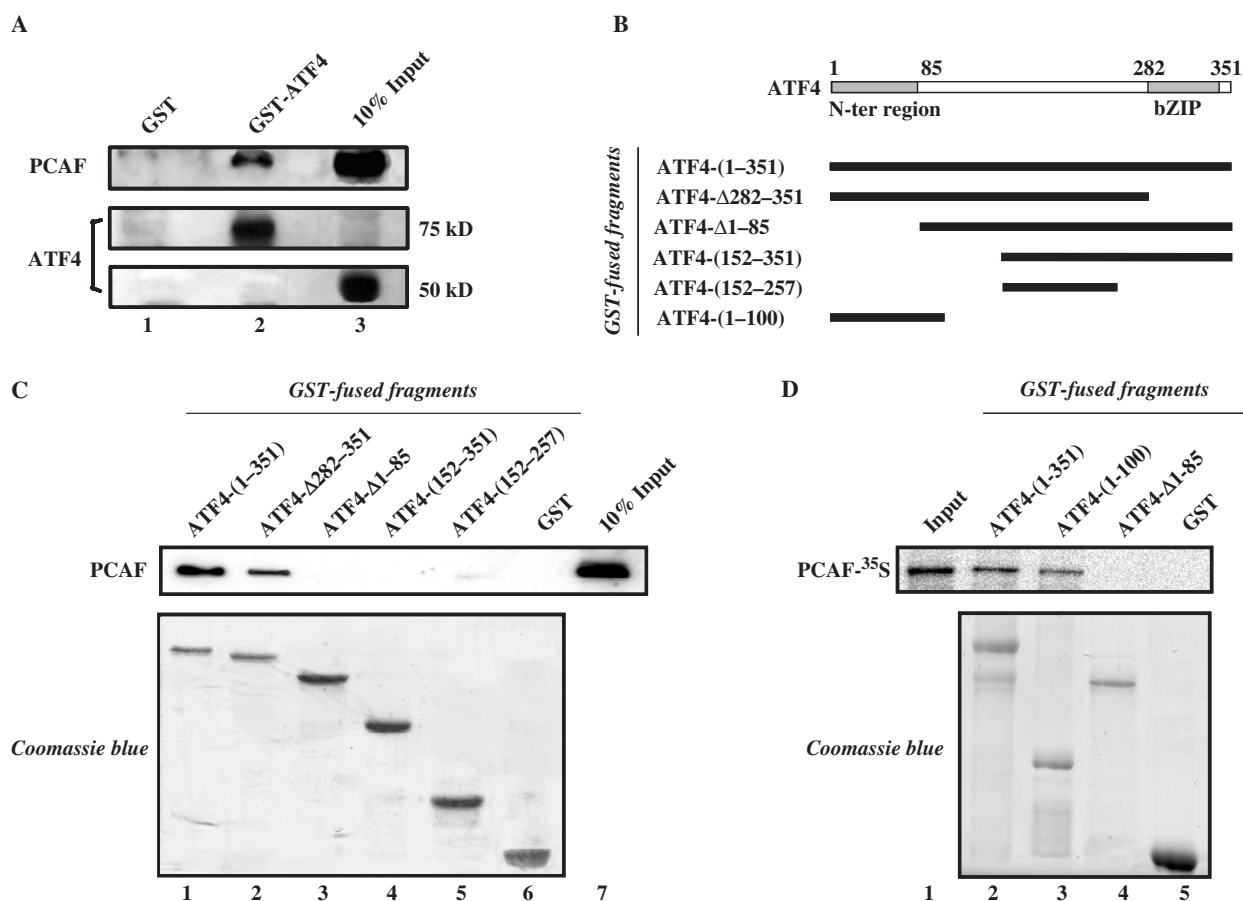 A
GST
GST-ATF4
10% Input
PCAF
ATF4
75 kD
50 kD
1 2 3
B
1 85 282 351
ATF4
N-ter region bZIP
GST-fused fragments
ATF4-(1–351)
ATF4-Δ282–351
ATF4-Δ1–85
ATF4-(152–351)
ATF4-(152–257)
ATF4-(1–100)
C
GST-fused fragments
ATF4-(1–351)
ATF4-Δ282–351
ATF4-Δ1–85
ATF4-(152–351)
ATF4-(152–257)
GST
10% Input
PCAF
Coomassie blue
1 2 3 4 5 6 7
D
GST-fused fragments
Input
ATF4-(1-351)
ATF4-(1-100)
ATF4-Δ1-85
GST
PCAF-³⁵S
Coomassie blue
1 2 3 4 5